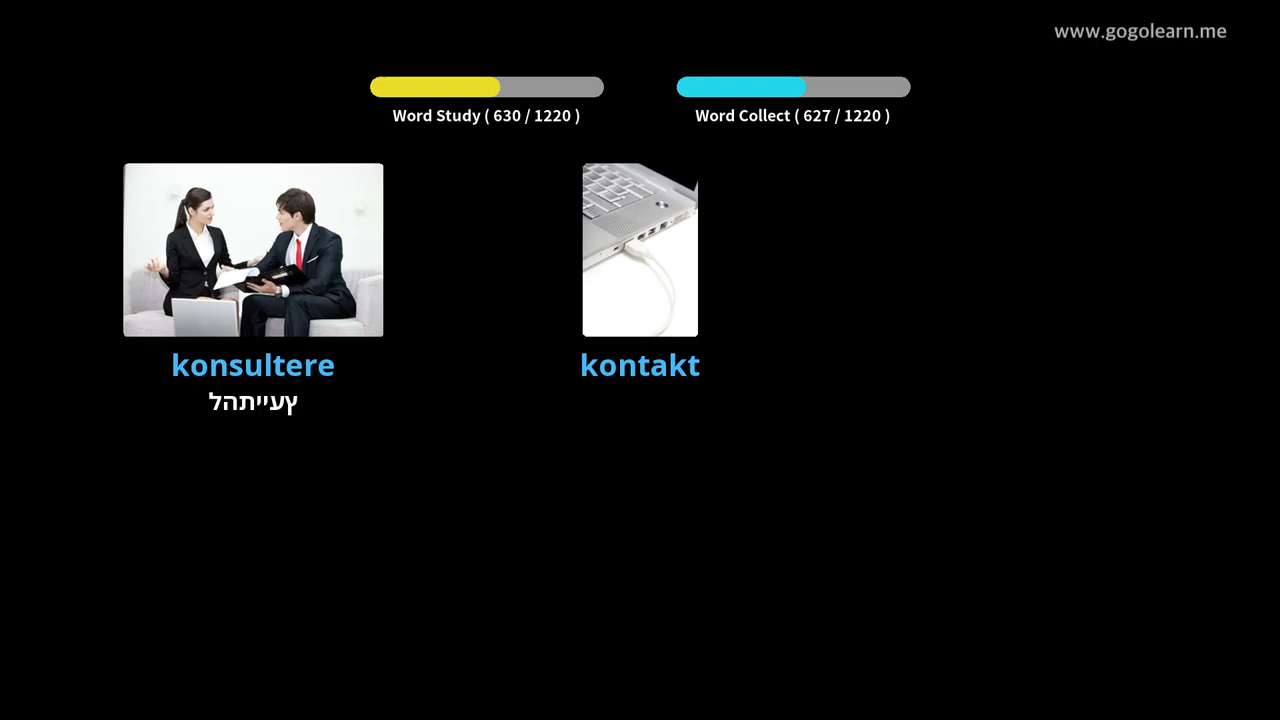 www.gogolearn.me
Word Study ( 630 / 1220 )
Word Collect ( 627 / 1220 )
konsultere
להתייעץ
kontakt